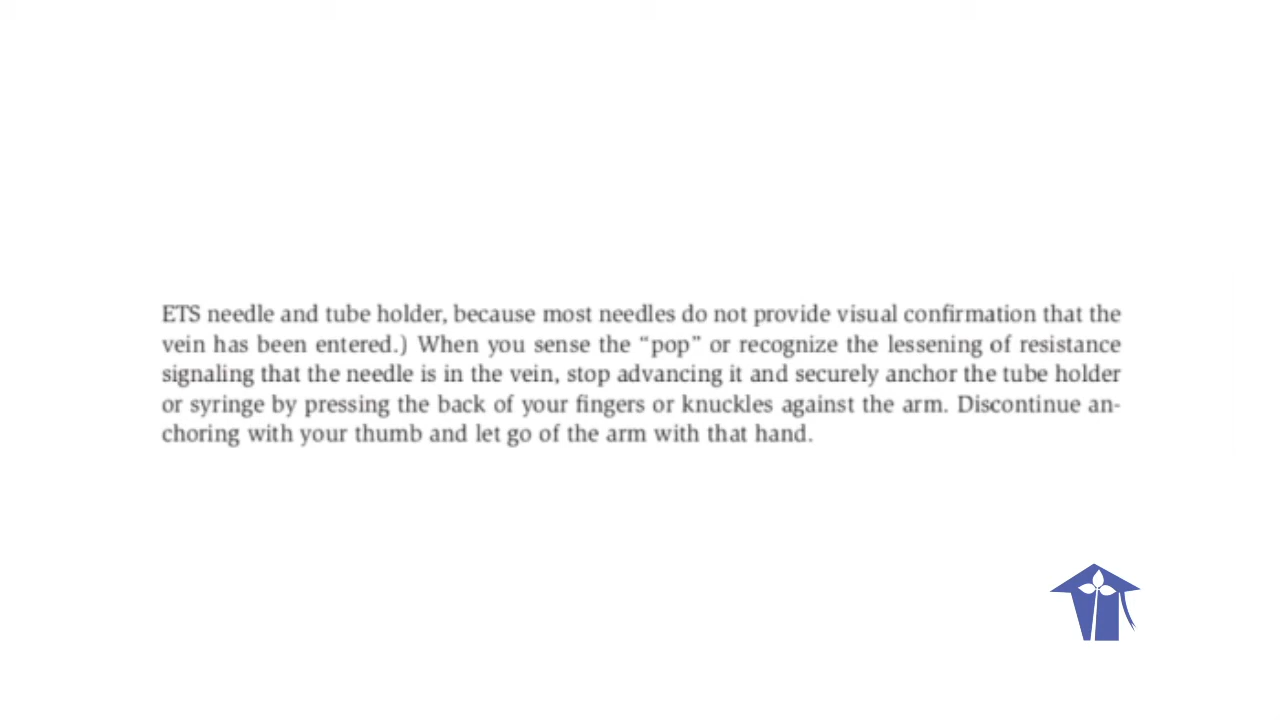 ETS needle and tube holder, because most needles do not provide visual confirmation that the
vein has been entered.) When you sense the “pop” or recognize the lessening of resistance
signaling that the needle is in the vein, stop advancing it and securely anchor the tube holder
or syringe by pressing the back of your fingers or knuckles against the arm. Discontinue an-
choring with your thumb and let go of the arm with that hand.